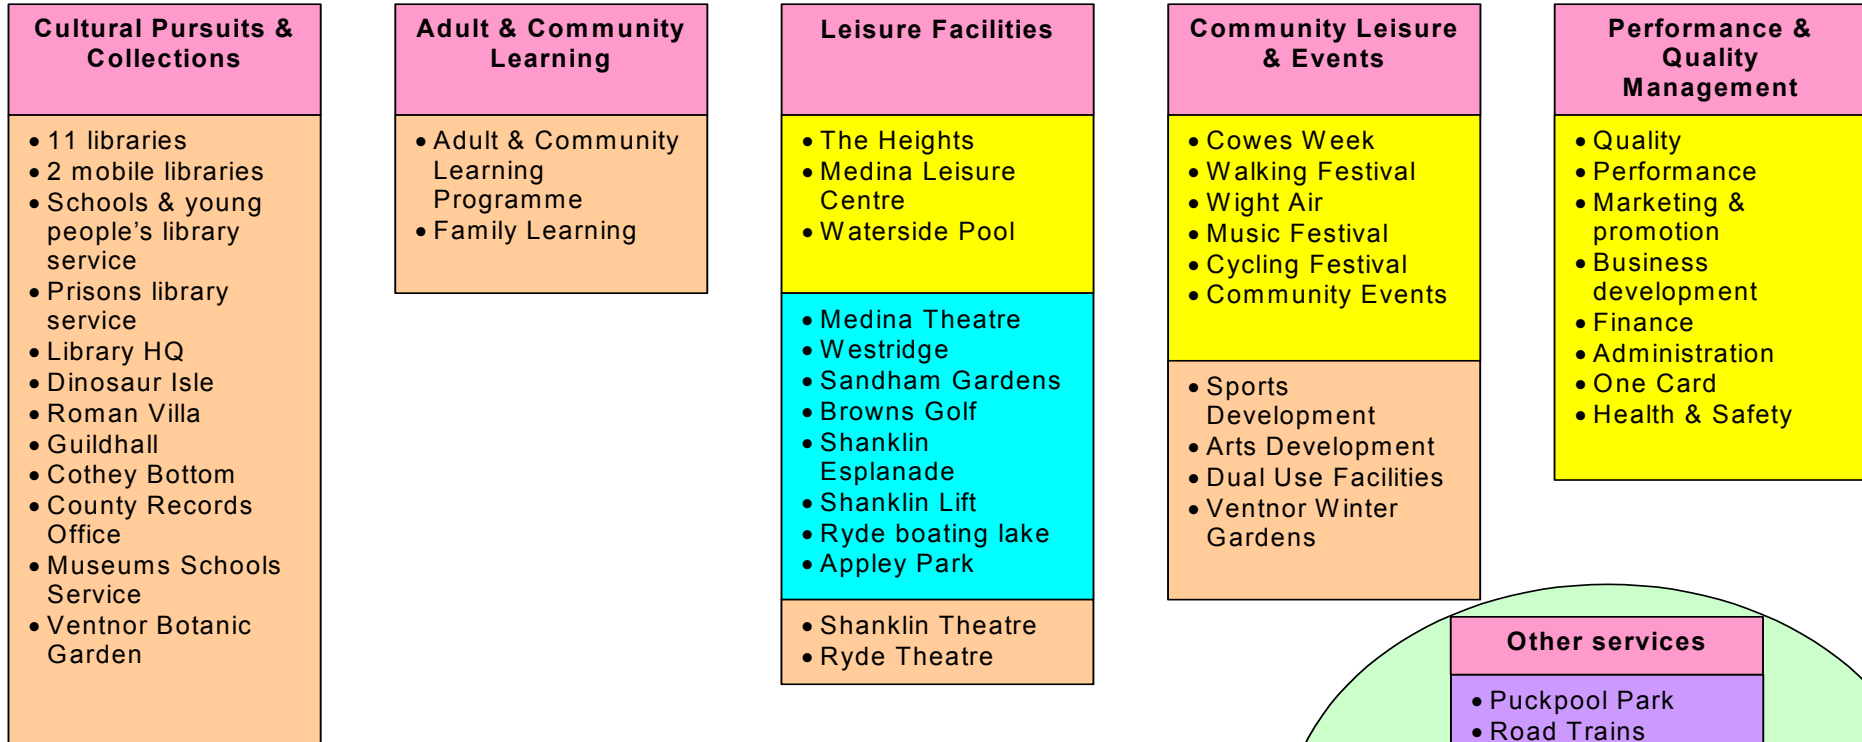 Cultural Pursuits &
Collections
• 11 libraries
• 2 mobile libraries
• Schools & young
people’s library
service
• Prisons library
service
• Library HQ
• Dinosaur Isle
• Roman Villa
• Guildhall
• Cothey Bottom
• County Records
Office
• Museums Schools
Service
• Ventnor Botanic
Garden
Adult & Community
Learning
• Adult & Community
Learning
Programme
• Family Learning
Leisure Facilities
• The Heights
• Medina Leisure
Centre
• Waterside Pool
• Medina Theatre
• Westridge
• Sandham Gardens
• Browns Golf
• Shanklin
Esplanade
• Shanklin Lift
• Ryde boating lake
• Appley Park
• Shanklin Theatre
• Ryde Theatre
Community Leisure
& Events
• Cowes Week
• Walking Festival
• Wight Air
• Music Festival
• Cycling Festival
• Community Events
• Sports
Development
• Arts Development
• Dual Use Facilities
• Ventnor Winter
Gardens
Performance &
Quality
Management
• Quality
• Performance
• Marketing &
promotion
• Business
development
• Finance
• Administration
• One Card
• Health & Safety
Other services
• Puckpool Park
• Road Trains